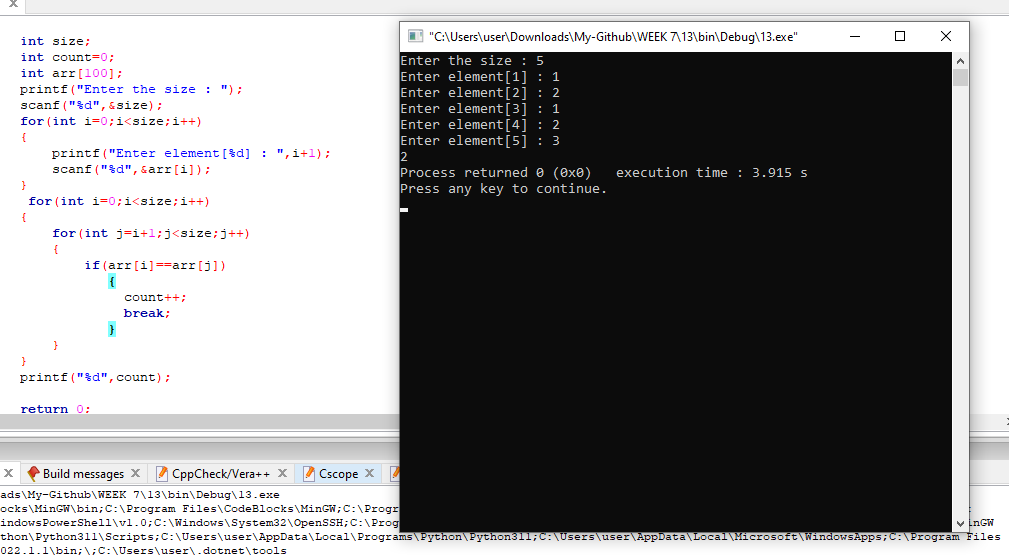 int size;
int count=0;
int arr[100];
printf("Enter the size : ");
scanf("%d",&size);
for(int i=0;i<size;i++)
{
printf("Enter element[%d] : ",i+1);
scanf("%d",&arr[i]);
}
for(int i=0;i<size;i++)
{
for(int j=i+1;j<size;j++)
{
if(arr[i]==arr[j])
{
count++;
break;
}
}
}
printf("%d",count);
return 0;
"C:\Users\user\Downloads\My-Github\WEEK 7\13\bin\Debug\13.exe"
Enter the size : 5
Enter element[1] : 1
Enter element[2] : 2
Enter element[3] : 1
Enter element[4] : 2
Enter element[5] : 3
2
Process returned 0 (0x0)   execution time : 3.915 s
Press any key to continue.
Build messages
CppCheck/Vera++
Cscope
ads\My-Github\WEEK 7\13\bin\Debug\13.exe
ocks\MinGW\bin;C:\Program Files\CodeBlocks\MinGW;C:\Progr
indowsPowerShell\v1.0;C:\Windows\System32\OpenSSH;C:\Prog inGW
thon\Python311\Scripts;C:\Users\user\AppData\Local\Programs\Python\Python311;C:\Users\user\AppData\Local\Microsoft\WindowsApps;C:\Program Files
022.1.1\bin;\;C:\Users\user\.dotnet\tools